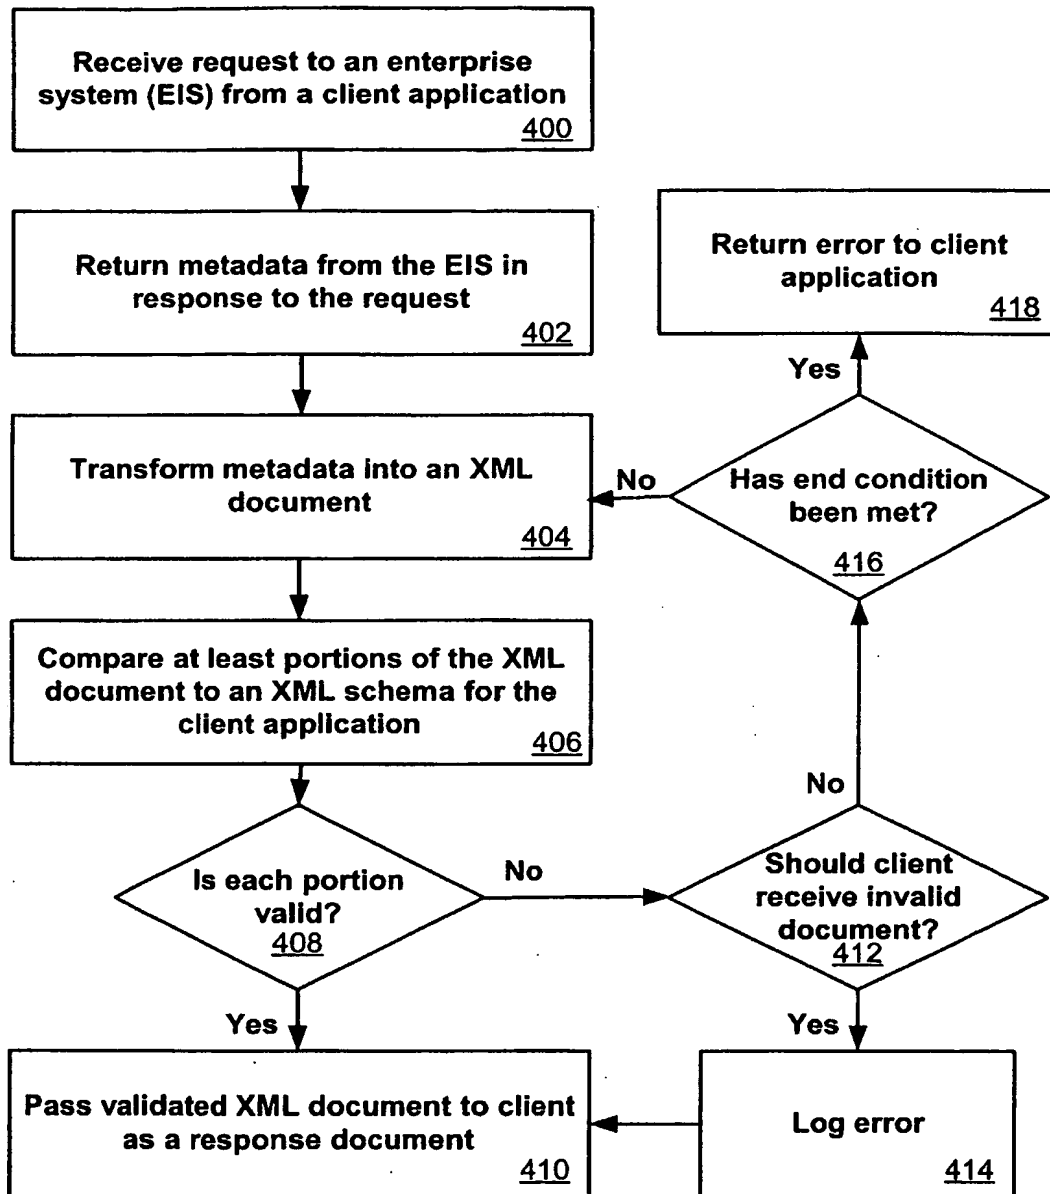 Receive request to an enterprise
system (EIS) from a client application
400
Return metadata from the EIS in
response to the request
402
Return error to client
application
418
Yes
Transform metadata into an XML
document
404
No
Has end condition
been met?
416
Compare at least portions of the XML
document to an XML schema for the
client application
406
No
Is each portion
valid?
408
No
Should client
receive invalid
document?
412
Yes
Yes
Pass validated XML document to client
as a response document
410
Log error
414